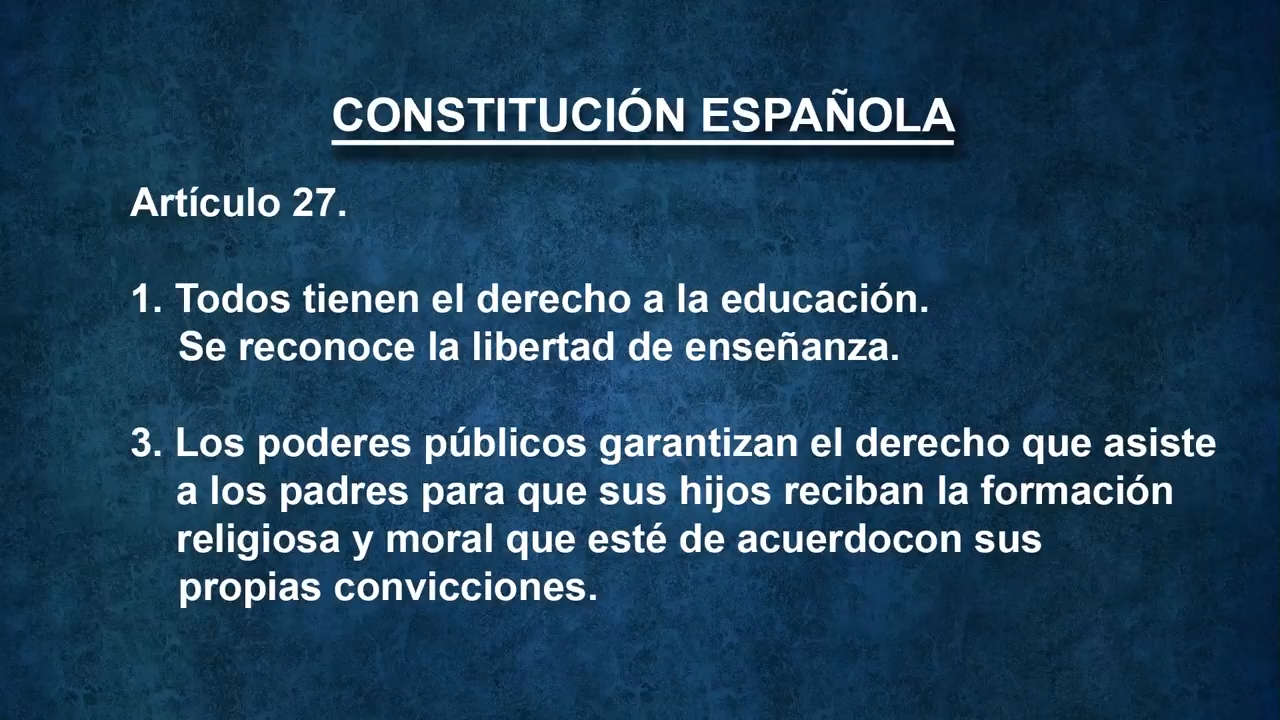 CONSTITUCIÓN ESPAÑOLA
Artículo 27.
1. Todos tienen el derecho a la educación.
Se reconoce la libertad de enseñanza.
3. Los poderes públicos garantizan el derecho que asiste
a los padres para que sus hijos reciban la formación
religiosa y moral que esté de acuerdocon sus
propias convicciones.